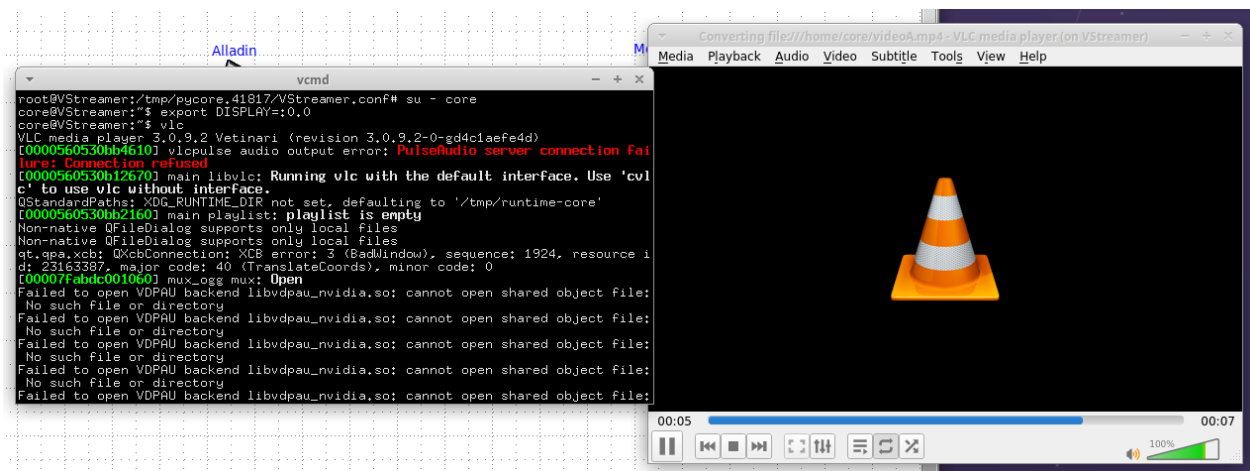 Alladin
vcmd
root@VStreamer:/tmp/pycore.41817/VStreamer.conf# su - core
core@VStreamer:~$ export DISPLAY=:0.0
core@VStreamer:~$ vlc
VLC media player 3.0.9.2 Vetinari (revision 3.0.9.2-0-gd4c1aefe4d)
[0000560530bb4610] vlcpulse audio output error: PulseAudio server connection fai
lure: Connection refused
[0000560530b12670] main libvlc: Running vlc with the default interface. Use 'cvl
c' to use vlc without interface.
QStandardPaths: XDG_RUNTIME_DIR not set, defaulting to '/tmp/runtime-core'
[0000560530bb2160] main playlist: playlist is empty
Non-native QFileDialog supports only local files
Non-native QFileDialog supports only local files
qt.qpa.xcb: QXcbConnection: XCB error: 3 (BadWindow), sequence: 1924, resource i
d: 23163387, major code: 40 (TranslateCoords), minor code: 0
[00007fabdc001060] mux_ogg mux: Open
Failed to open VDPAU backend libvdpau_nvidia.so: cannot open shared object file:
No such file or directory
Failed to open VDPAU backend libvdpau_nvidia.so: cannot open shared object file:
No such file or directory
Failed to open VDPAU backend libvdpau_nvidia.so: cannot open shared object file:
No such file or directory
Failed to open VDPAU backend libvdpau_nvidia.so: cannot open shared object file:
No such file or directory
Failed to open VDPAU backend libvdpau_nvidia.so: cannot open shared object file:
Converting file:///home/core/videoA.mp4 - VLC media player (on VStreamer)
Media Playback Audio Video Subtitle Tools View Help
00:05 00:07
100%